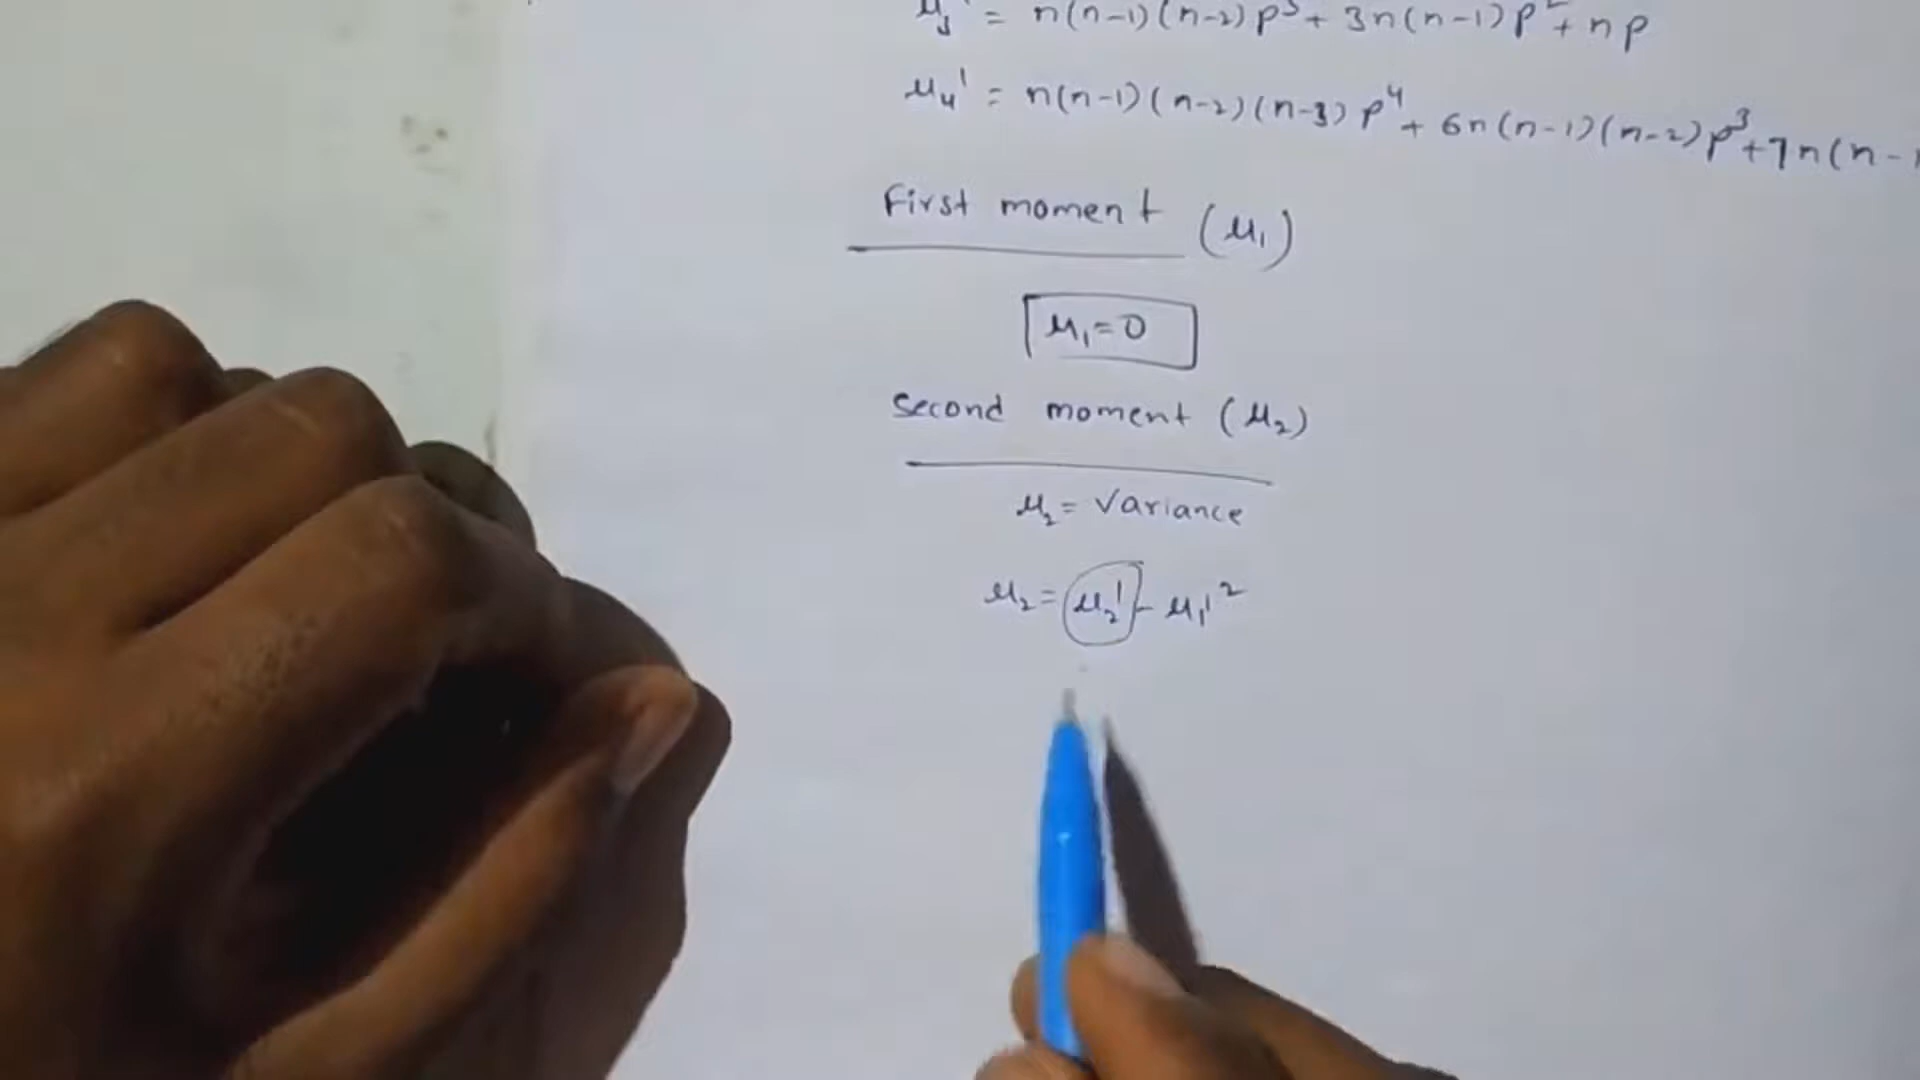 μ₃' = n(n-1)(n-2)p³ + 3n(n-1)p² + np
μ₄' = n(n-1)(n-2)(n-3)p⁴ + 6n(n-1)(n-2)p³ + 7n(n-
First moment (μ₁)
μ₁=0
Second moment (μ₂)
μ₂ = Variance
μ₂ = μ₂' - μ₁'²